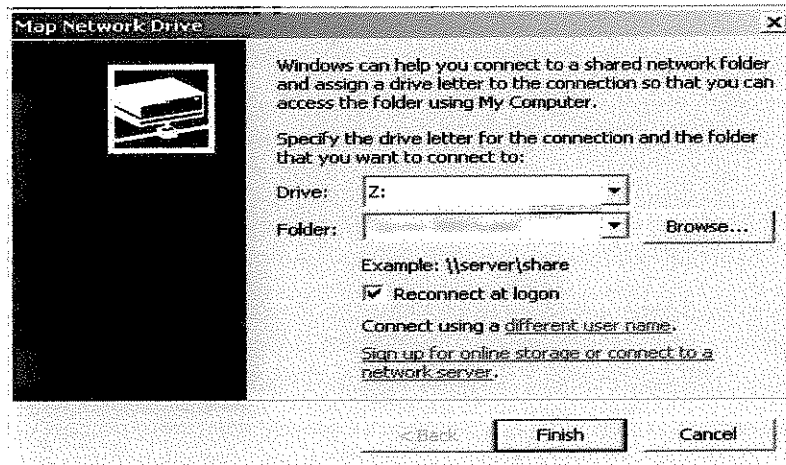 Map Network Drive
Windows can help you connect to a shared network folder
and assign a drive letter to the connection so that you can
access the folder using My Computer.
Specify the drive letter for the connection and the folder
that you want to connect to:
Drive: Z:
Folder: Browse...
Example: \\server\share
Reconnect at logon
Connect using a different user name.
Sign up for online storage or connect to a
network server.
< Back Finish Cancel